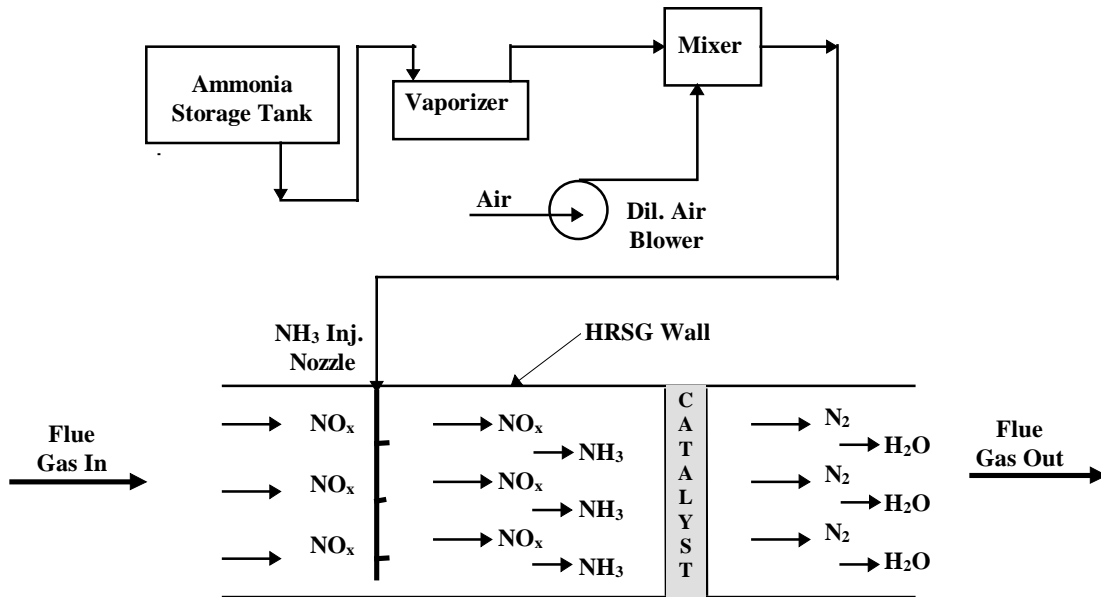 Ammonia
Storage Tank
Vaporizer
Mixer
Air
Dil. Air
Blower
NH₃ Inj.
Nozzle
HRSG Wall
Flue
Gas In
NOₓ
NOₓ
NOₓ
NOₓ
NH₃
NOₓ
NH₃
NOₓ
NH₃
C
A
T
A
A
L
Y
S
T
N₂
H₂O
N₂
H₂O
N₂
H₂O
Flue
Gas Out